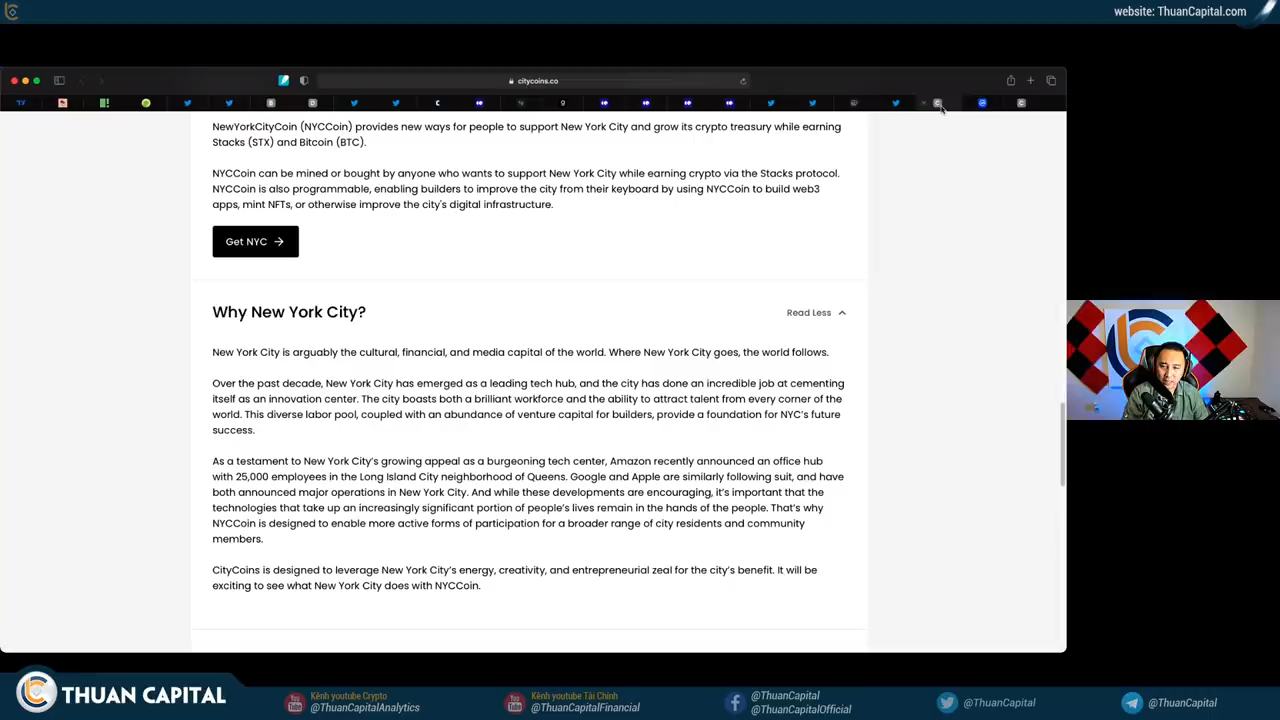 website: ThuanCapital.com
citycoins.co
NewYorkCityCoin (NYCCoin) provides new ways for people to support New York City and grow its crypto treasury while earning
Stacks (STX) and Bitcoin (BTC).
NYCCoin can be mined or bought by anyone who wants to support New York City while earning crypto via the Stacks protocol.
NYCCoin is also programmable, enabling builders to improve the city from their keyboard by using NYCCoin to build web3
apps, mint NFTs, or otherwise improve the city's digital infrastructure.
Get NYC
Why New York City?
Read Less
New York City is arguably the cultural, financial, and media capital of the world. Where New York City goes, the world follows.
Over the past decade, New York City has emerged as a leading tech hub, and the city has done an incredible job at cementing
itself as an innovation center. The city boasts both a brilliant workforce and the ability to attract talent from every corner of the
world. This diverse labor pool, coupled with an abundance of venture capital for builders, provide a foundation for NYC's future
success.
As a testament to New York City's growing appeal as a burgeoning tech center, Amazon recently announced an office hub
with 25,000 employees in the Long Island City neighborhood of Queens. Google and Apple are similarly following suit, and have
both announced major operations in New York City. And while these developments are encouraging, it's important that the
technologies that take up an increasingly significant portion of people's lives remain in the hands of the people. That's why
NYCCoin is designed to enable more active forms of participation for a broader range of city residents and community
members.
CityCoins is designed to leverage New York City's energy, creativity, and entrepreneurial zeal for the city's benefit. It will be
exciting to see what New York City does with NYCCoin.
THUAN CAPITAL
Kênh youtube Crypto
@ThuanCapitalAnalytics
Kênh youtube Tài Chính
@ThuanCapitalFinancial
@ThuanCapital
@ThuanCapitalOfficial
@ThuanCapital
@ThuanCapital